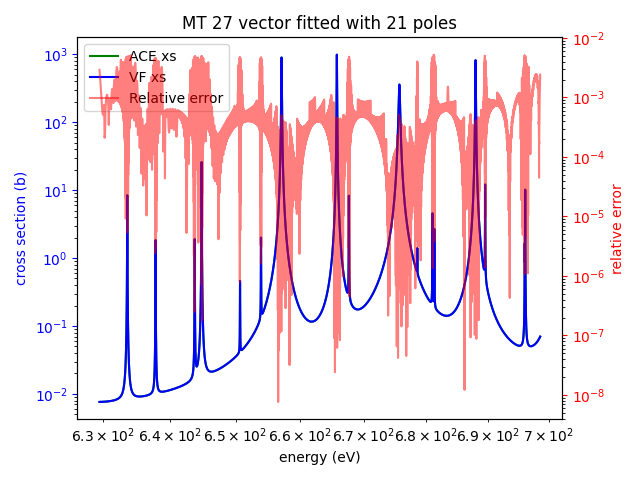 MT 27 vector fitted with 21 poles
ACE xs
VF xs
Relative error
cross section (b)
10³
10²
10¹
10⁰
10⁻¹
10⁻²
relative error
10⁻²
10⁻³
10⁻⁴
10⁻⁵
10⁻⁶
10⁻⁷
10⁻⁸
6.3 × 10² 6.4 × 10² 6.5 × 10² 6.6 × 10² 6.7 × 10² 6.8 × 10² 6.9 × 10² 7 × 10²
energy (eV)